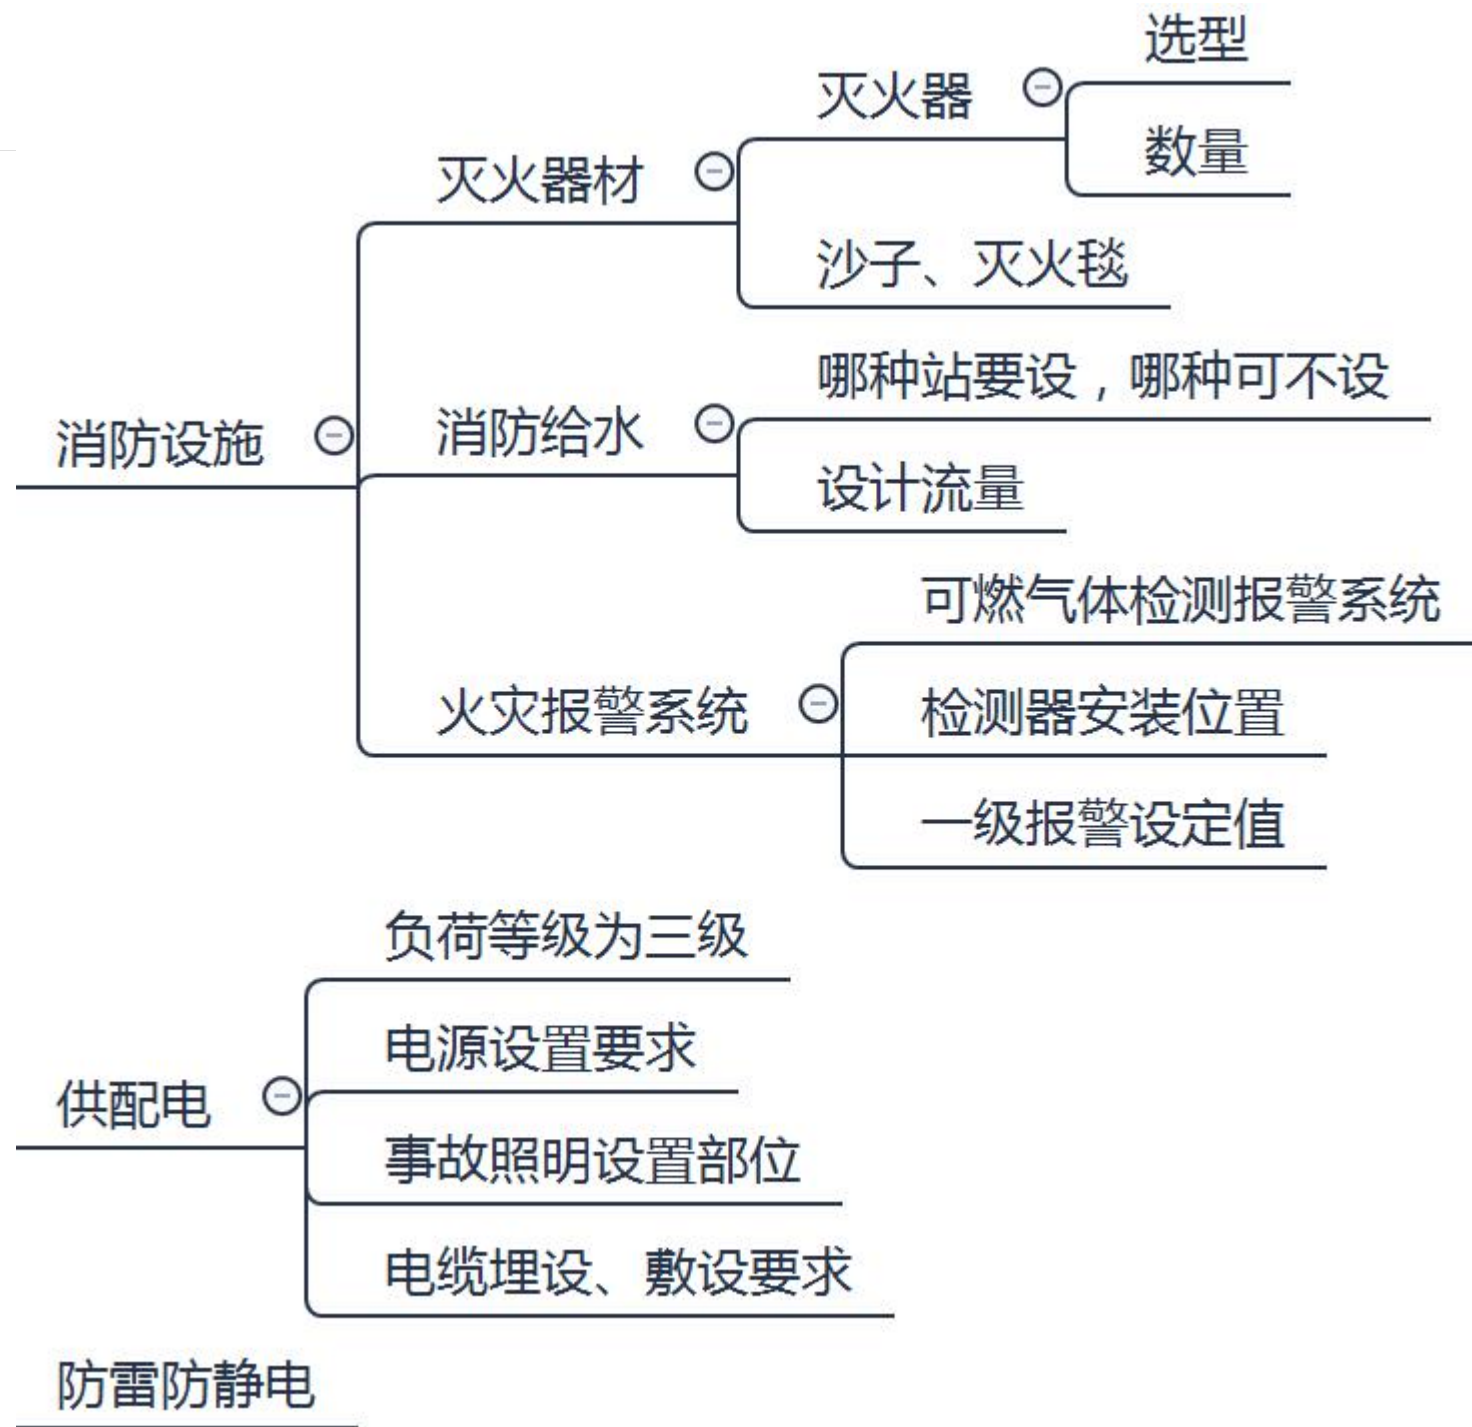 选型
灭火器
数量
灭火器材
沙子、灭火毯
哪种站要设，哪种可不设
消防给水
消防设施
设计流量
可燃气体检测报警系统
火灾报警系统
检测器安装位置
一级报警设定值
负荷等级为三级
电源设置要求
供配电
事故照明设置部位
电缆埋设、敷设要求
防雷防静电